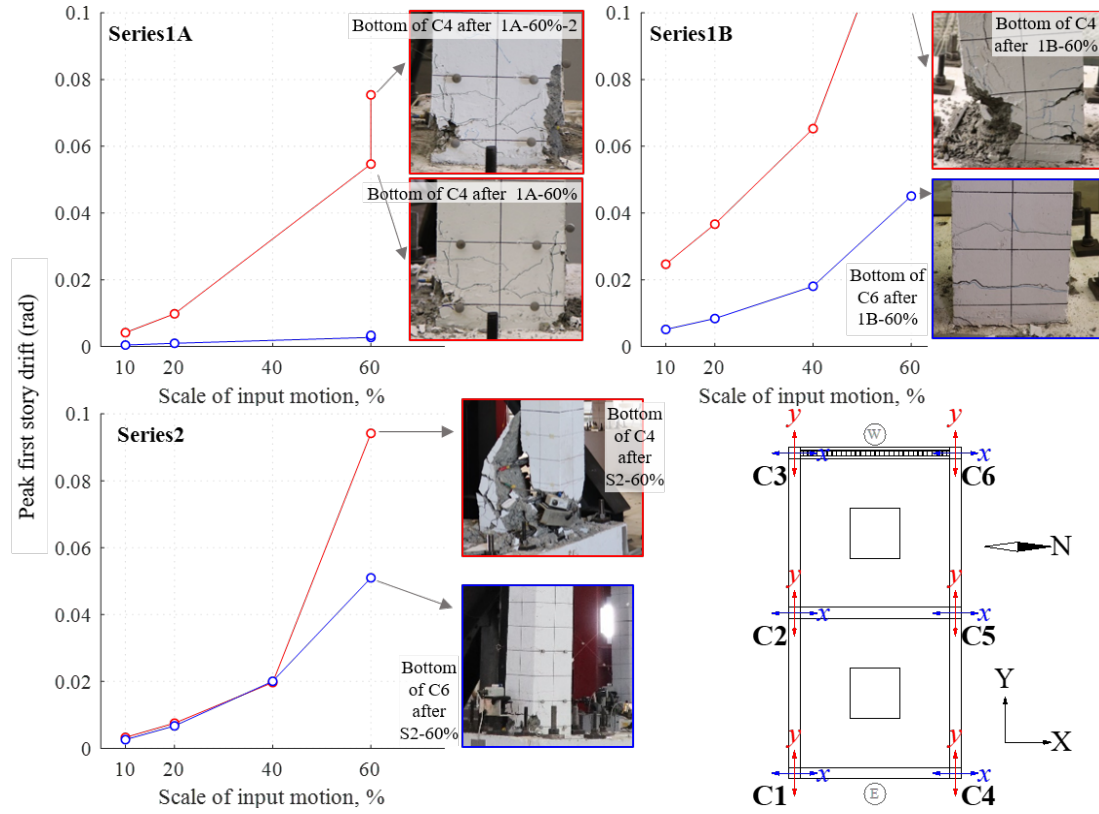 Peak first story drift (rad)
Series1A
0.1
0.08
0.06
0.04
0.02
0
10
20
60
Scale of input motion, %
Bottom of C4 after 1A-60%-2
Bottom of C4 after 1A-60%
Series1B
0.1
0.08
0.06
0.04
0.02
0
10
20
40
60
Scale of input motion, %
Bottom of C4
after 1B-60%
Bottom of
C6 after
1B-60%
Series2
0.1
0.08
0.06
0.04
0.02
0
10
20
40
60
Scale of input motion, %
Bottom
of C4
after
S2-60%
Bottom
of C6
after
S2-60%
y
y
W
x
x
C3
C6
N
y
y
x
x
C2
C5
Y
X
y
y
x
x
C1
C4
E